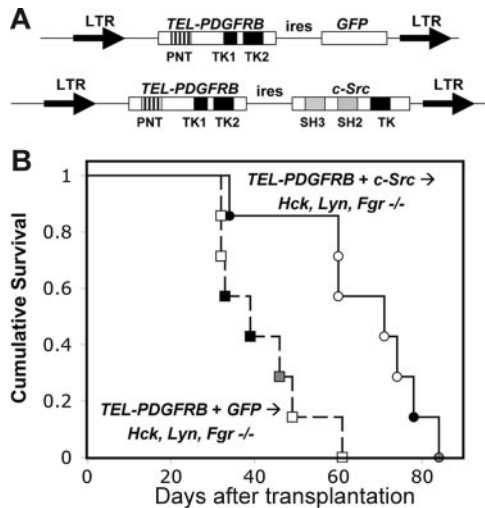 A
LTR TEL-PDGFRB ires GFP LTR
PNT TK1 TK2
LTR TEL-PDGFRB ires c-Src LTR
PNT TK1 TK2 SH3 SH2 TK
B
TEL-PDGFRB + c-Src →
Hck, Lyn, Fgr -/-
TEL-PDGFRB + GFP →
Hck, Lyn, Fgr -/-
Cumulative Survival
1
0.8
0.6
0.4
0.2
0
0 20 40 60 80
Days after transplantation